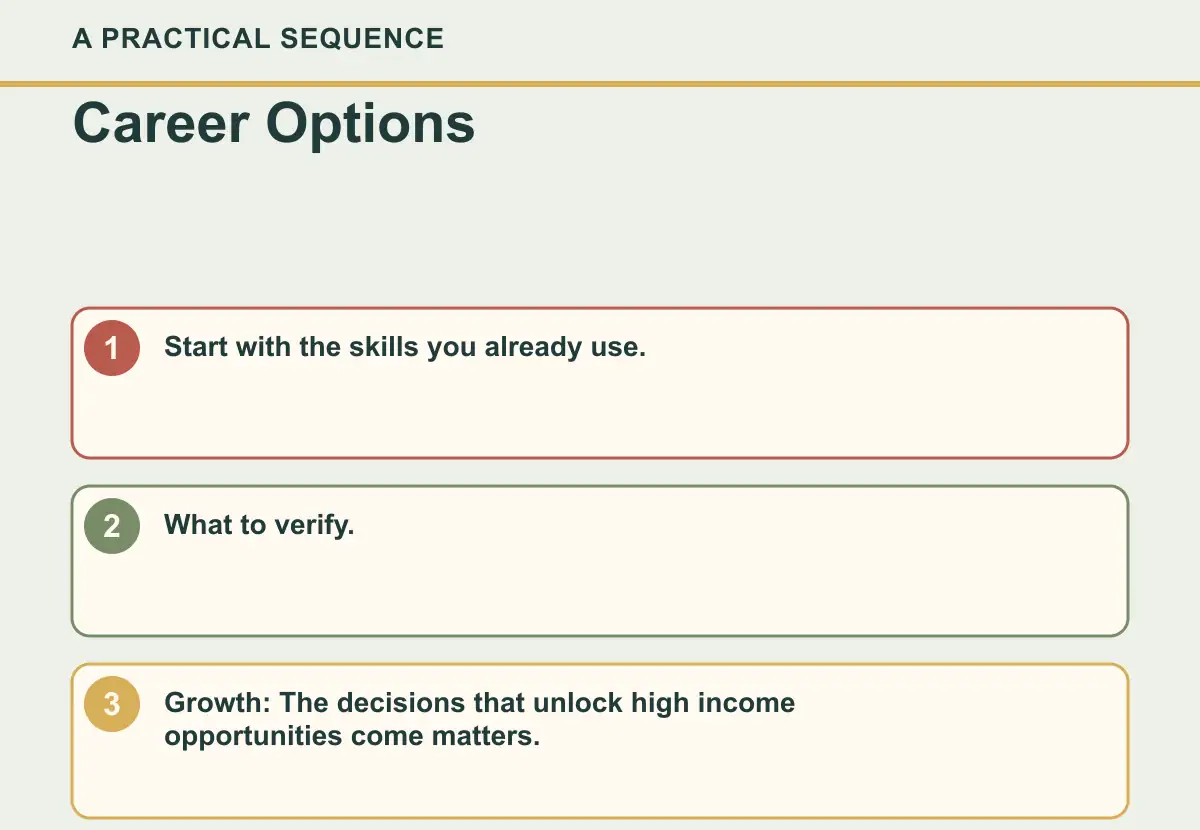 A PRACTICAL SEQUENCE
Career Options
1
Start with the skills you already use.
2
What to verify.
3
Growth: The decisions that unlock high income
opportunities come matters.